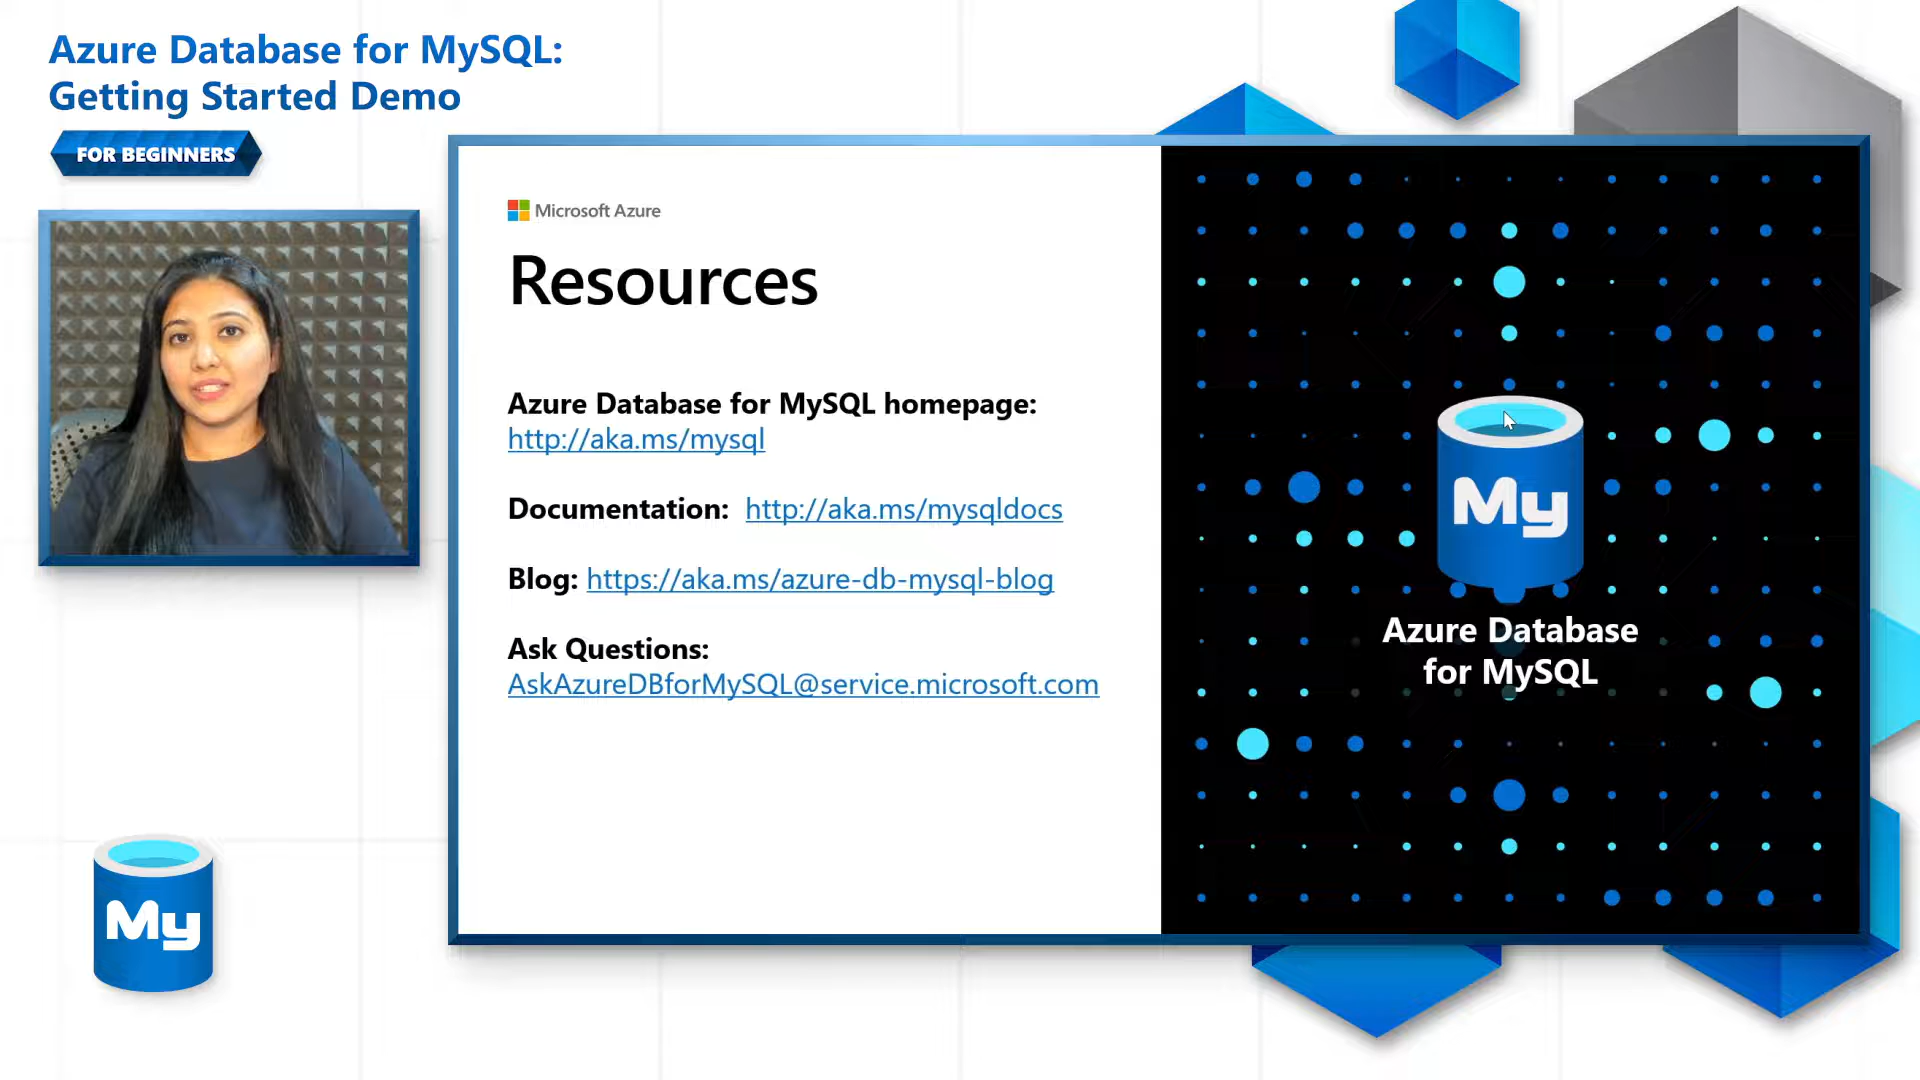 Azure Database for MySQL:
Getting Started Demo
FOR BEGINNERS
Microsoft Azure
Resources
Azure Database for MySQL homepage:
http://aka.ms/mysql
Documentation: http://aka.ms/mysqldocs
Blog: https://aka.ms/azure-db-mysql-blog
Ask Questions:
AskAzureDBforMySQL@service.microsoft.com
My
Azure Database
for MySQL
My